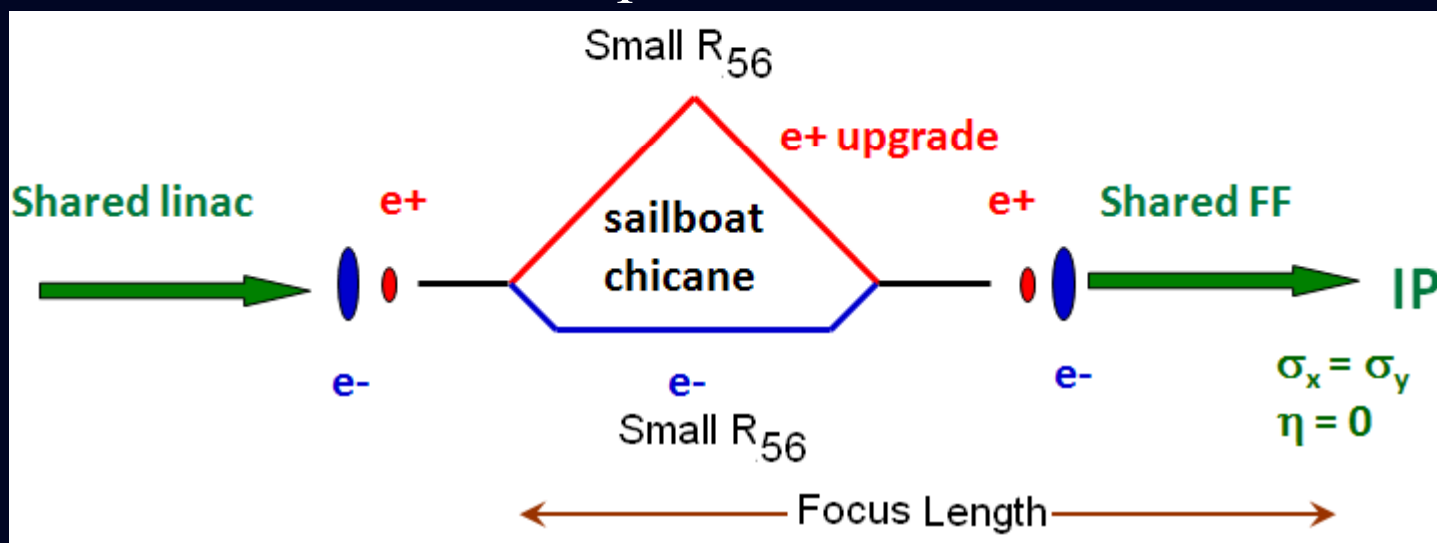 Small R56
e+ upgrade
Shared linac
e+
sailboat
chicane
e+
Shared FF
IP
e-
e-
e-
σx = σy
η = 0
Small R56
Focus Length